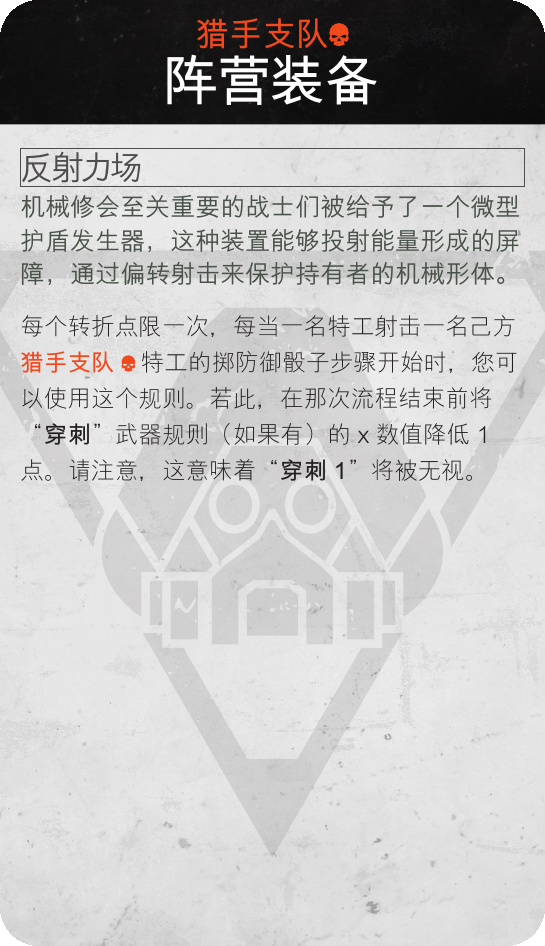 猎手支队
阵营装备
反射力场
机械修会至关重要的战士们被给予了一个微型
护盾发生器，这种装置能够投射能量形成的屏
障，通过偏转射击来保护持有者的机械形体。
每个转折点限一次，每当一名特工射击一名己方
猎手支队 特工的掷防御骰子步骤开始时，您可
以使用这个规则。若此，在那次流程结束前将
“穿刺”武器规则（如果有）的 x 数值降低 1
点。请注意，这意味着“穿刺 1”将被无视。